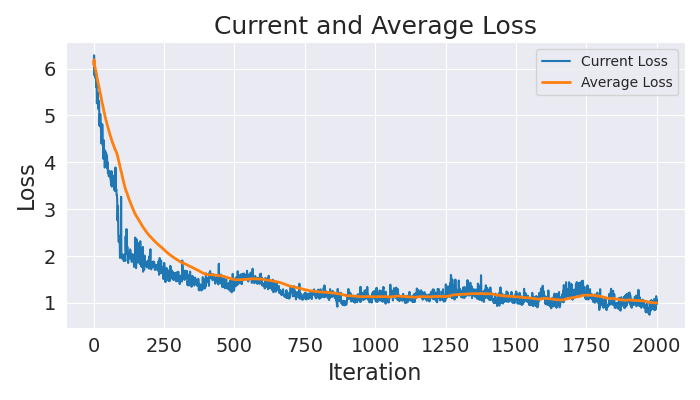 Current and Average Loss
Current Loss
Average Loss
Loss
6
5
4
3
2
1
0 250 500 750 1000 1250 1500 1750 2000
Iteration